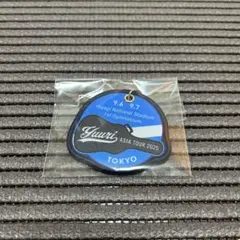 9.6 9.7
Yoyogi National Stadium
1st Gymnasium
Yuuri
ASIA TOUR 2025
TOKYO